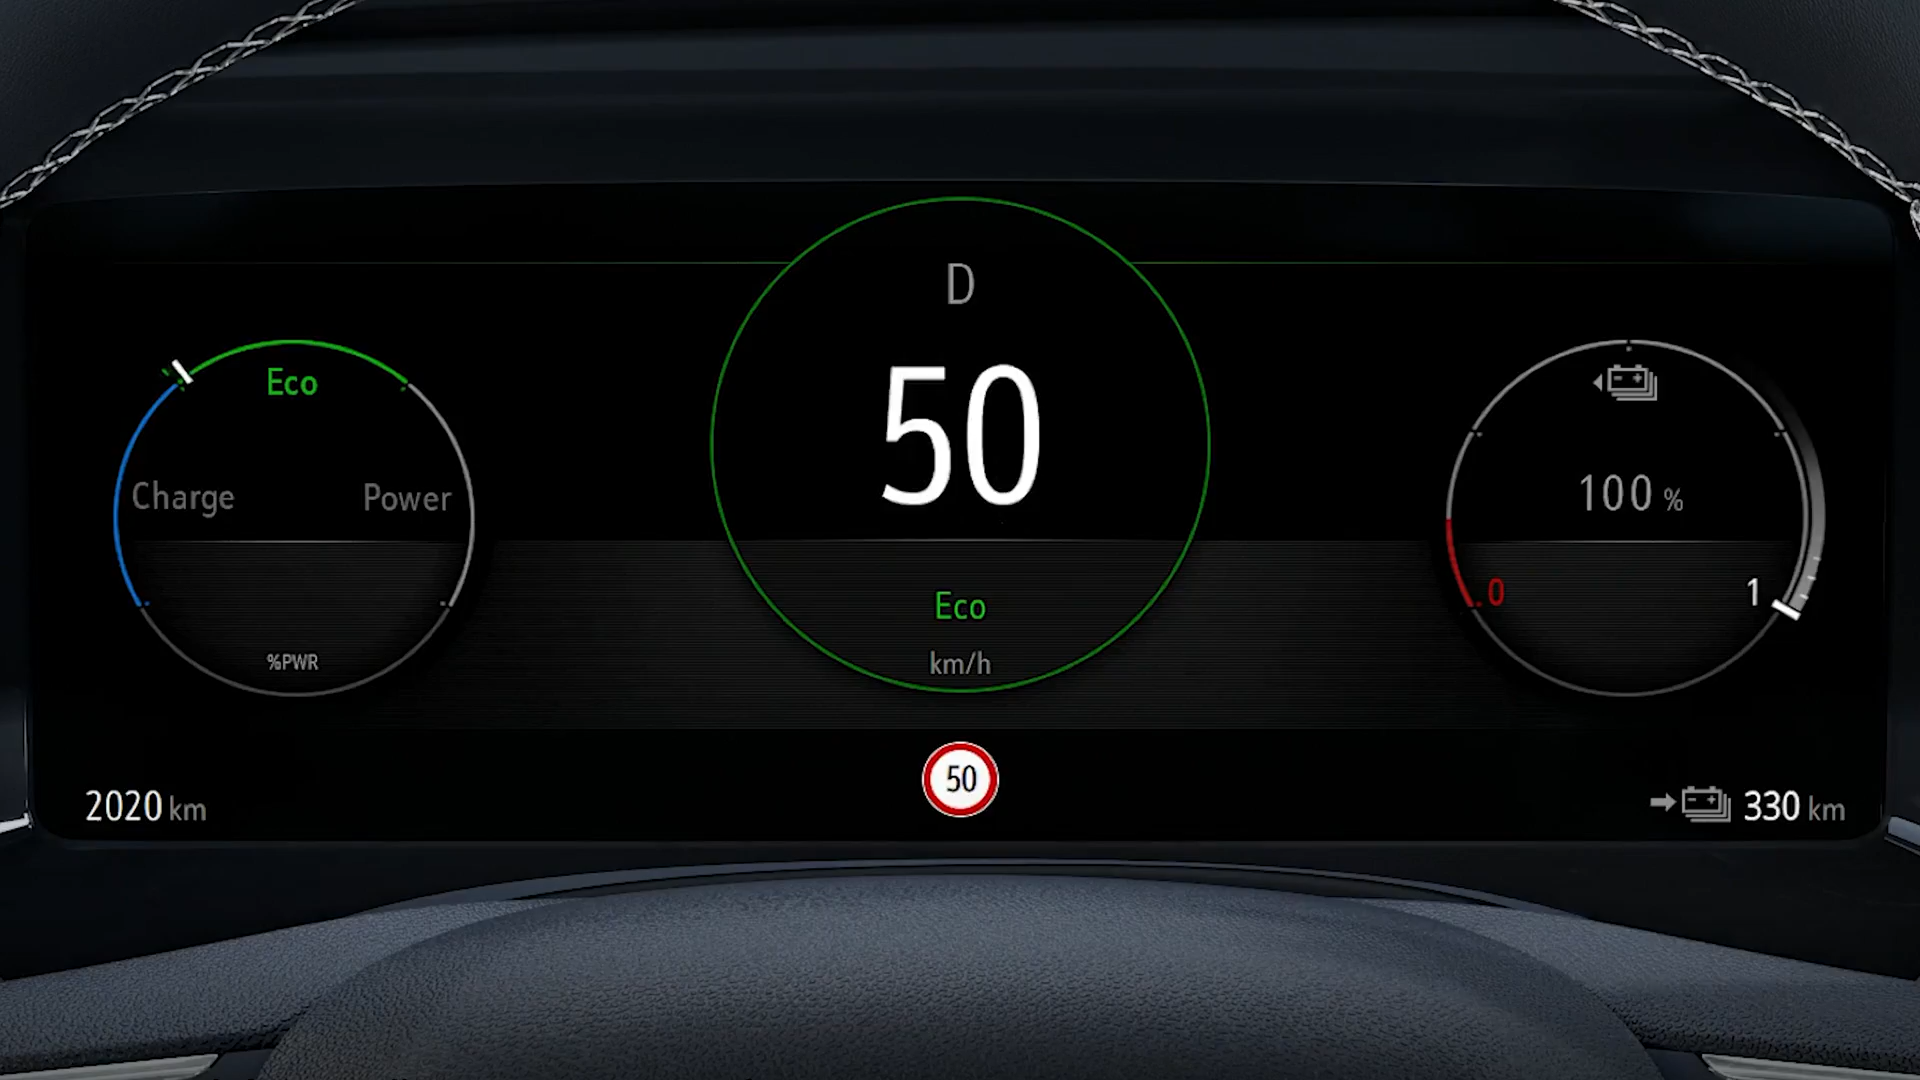 D
50
Eco
km/h
Eco
Charge
Power
%PWR
100 %
0
1
2020 km
50
330 km